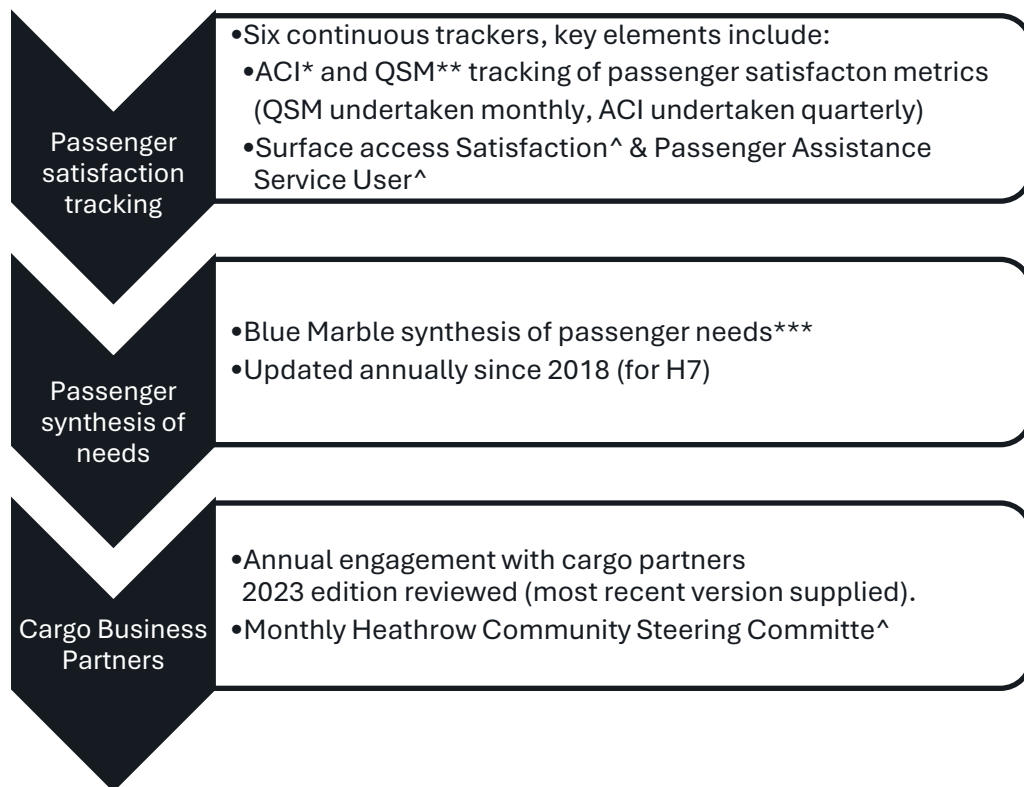 Passenger
satisfaction
tracking
•Six continuous trackers, key elements include:
•ACI* and QSM** tracking of passenger satisfacton metrics
(QSM undertaken monthly, ACI undertaken quarterly)
•Surface access Satisfaction^ & Passenger Assistance
Service User^
Passenger
synthesis of
needs
•Blue Marble synthesis of passenger needs***
•Updated annually since 2018 (for H7)
Cargo Business
Partners
•Annual engagement with cargo partners
2023 edition reviewed (most recent version supplied).
•Monthly Heathrow Community Steering Committe^